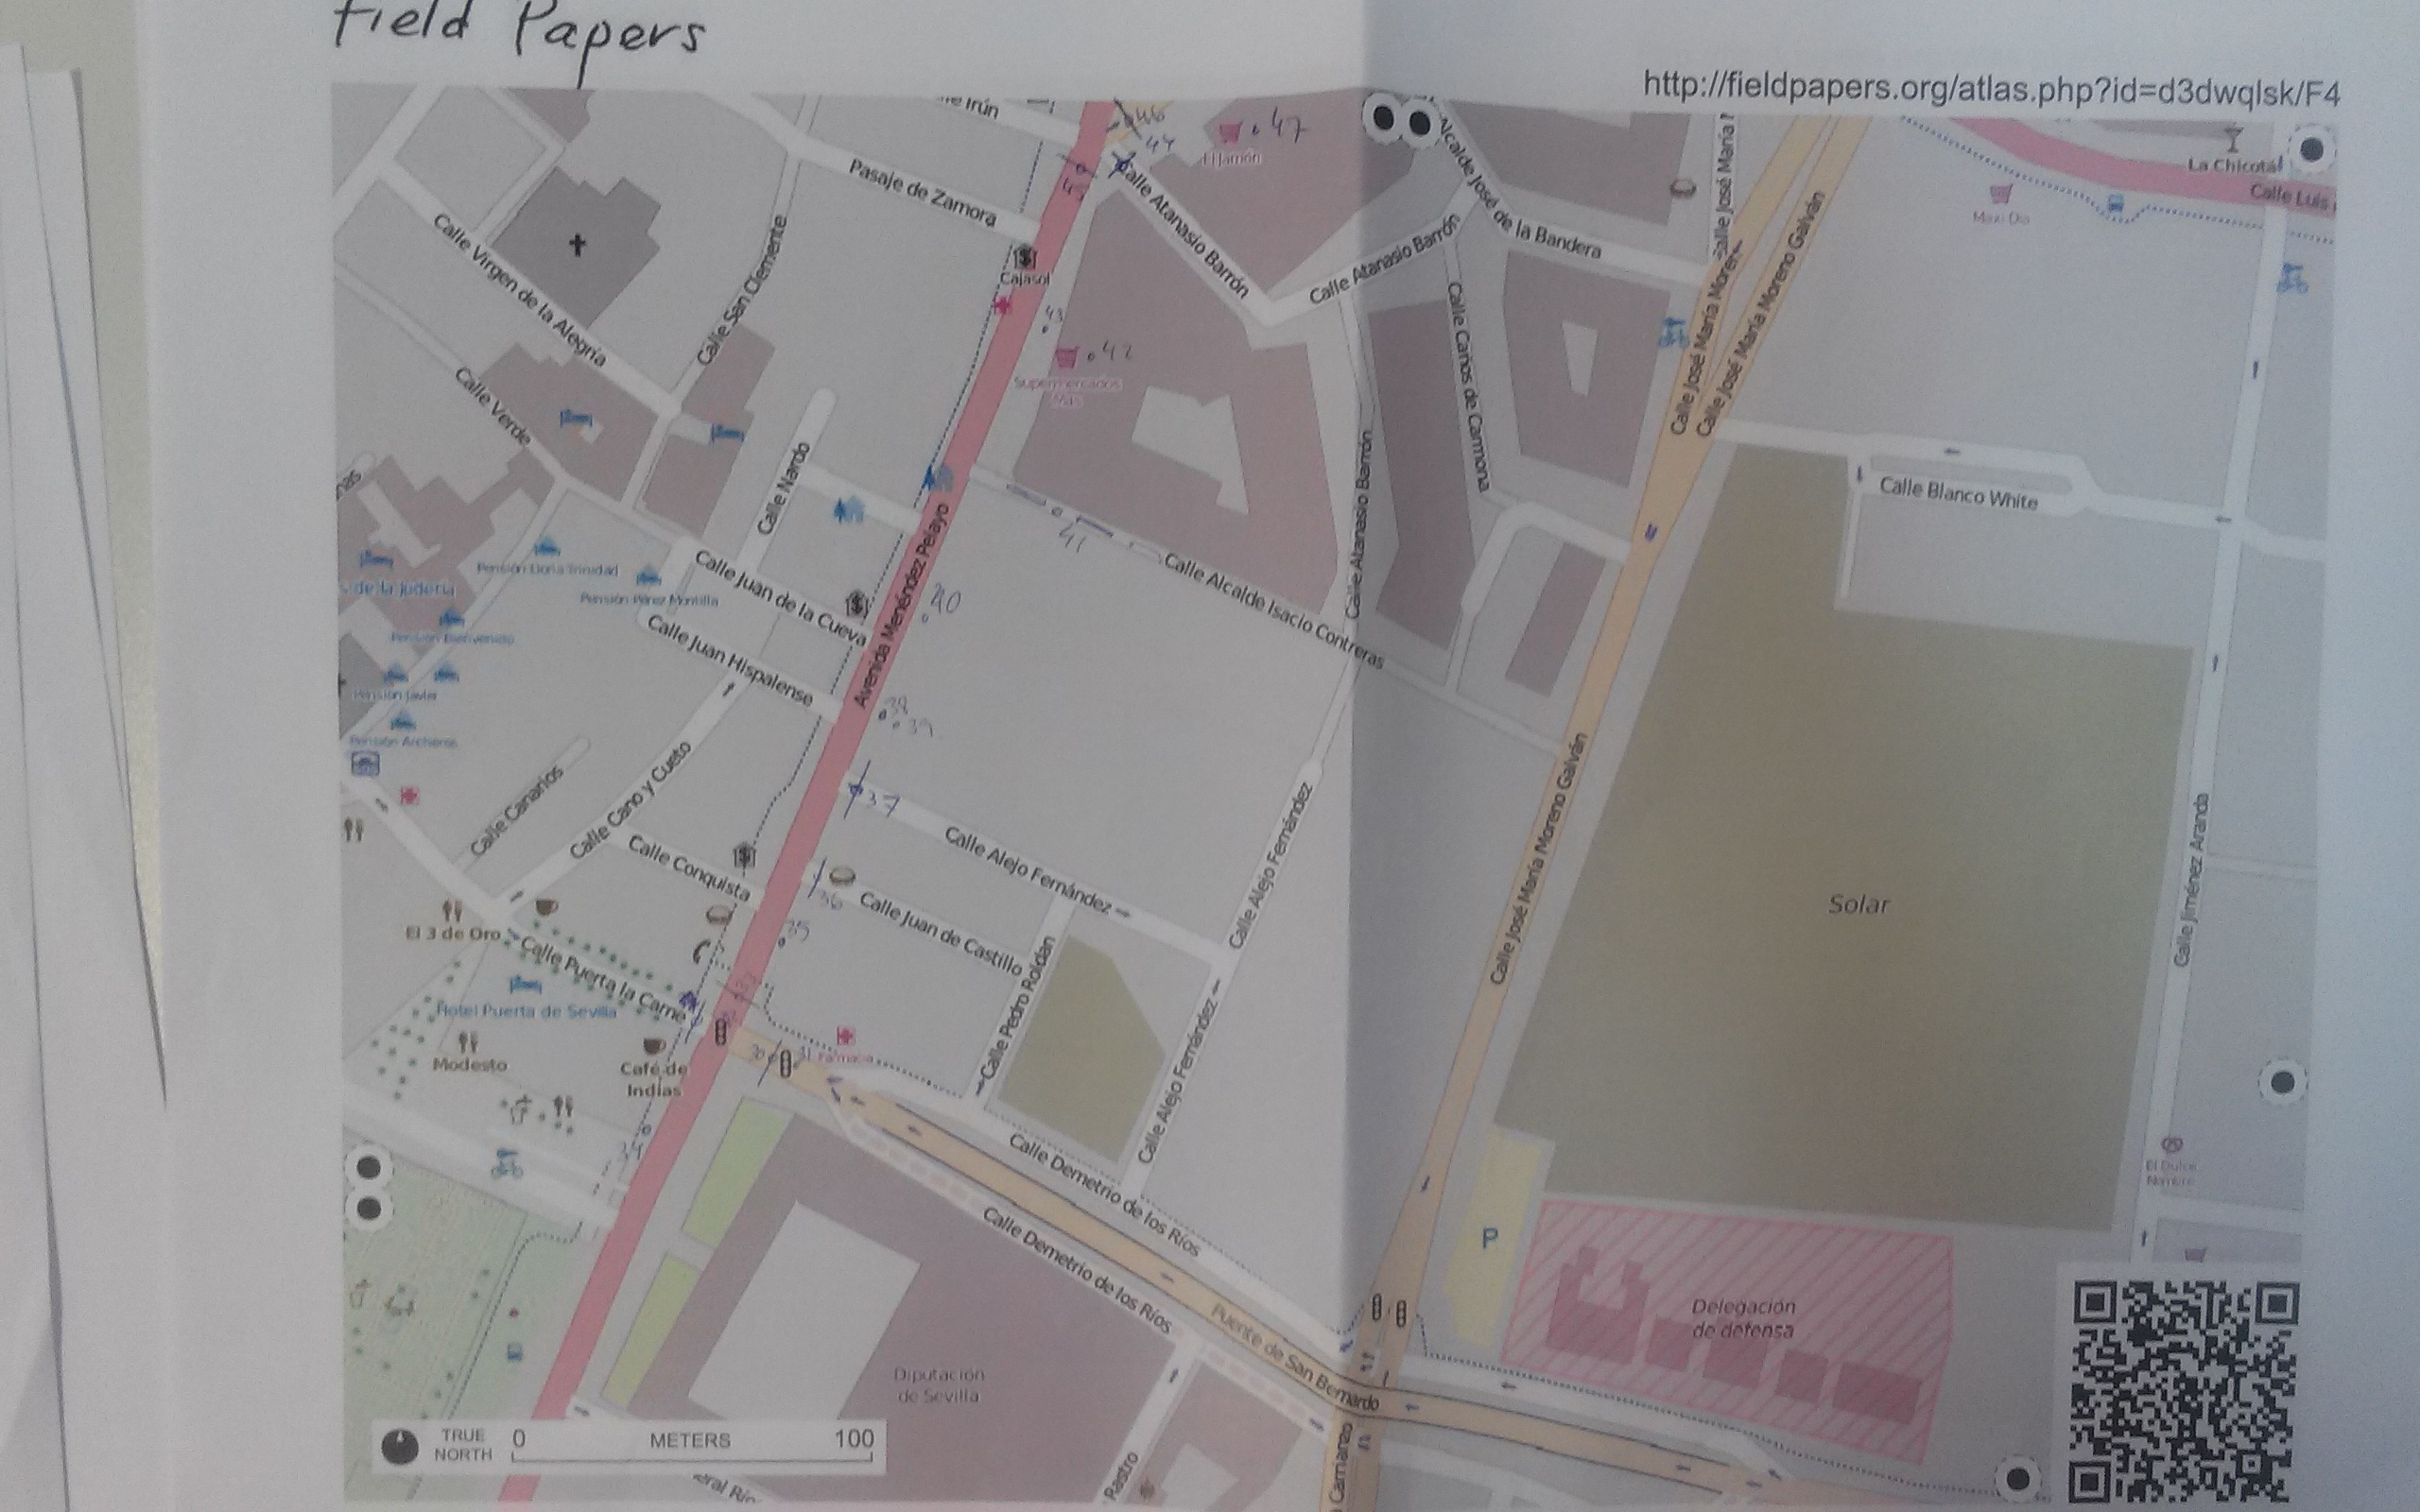 Field Papers
http://fieldpapers.org/atlas.php?id=d3dwqlsk/F4
Irún
46
44
47
El Jamón
Pasaje de Zamora
Calle Atanasio Barrón
Alcalde José de la Bandera
Calle José María
La Chicotá
Calle Luis
Maxi Dia
Calle Virgen de la Alegría
Calle San Clemente
Cajasol
43
42
Supermercados
Mas
Calle Atanasio Barrón
Calle Caños de Carmona
Calle José María Moren
Calle José María Moreno Galván
Calle Verde
Calle Nardo
Calle Blanco White
41
Calle Alcalde Isacio Contreras
Calle Atanasio Barrón
Pensión Doña Trinidad
Pensión Pérez Montilla
de la Judería
Pensión Bienvenido
Pensión Javier
Pensión Archeros
Calle Juan de la Cueva
Calle Juan Hispalense
Avenida Menéndez Pelayo
40
38
39
37
Calle Canarios
Calle Cano y Cueto
Calle Conquista
Calle Alejo Fernández
Calle Alejo Fernández
Calle José María Moreno Galván
Solar
Calle Jiménez Aranda
36
35
Calle Juan de Castillo
Calle Pedro Roldán
Calle Alejo Fernández
El 3 de Oro
Calle Puerta la Carne
Hotel Puerta de Sevilla
33
Modesto
Café de
Indias
30
31
Farmacia
Calle Demetrio de los Ríos
Calle Demetrio de los Ríos
Puente de San Bernardo
P
El Dulce
Nombre
Delegación
de defensa
Diputación
de Sevilla
TRUE
NORTH
0
METERS
100
Rastro
Camaras